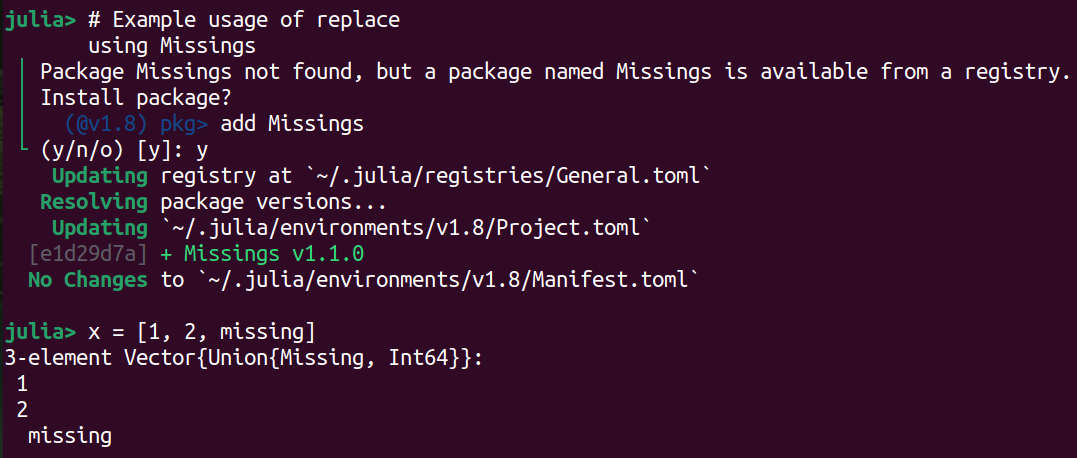 julia> # Example usage of replace
using Missings
Package Missings not found, but a package named Missings is available from a registry.
Install package?
(@v1.8) pkg> add Missings
(y/n/o) [y]: y
Updating registry at `~/.julia/registries/General.toml`
Resolving package versions...
Updating `~/.julia/environments/v1.8/Project.toml`
[e1d29d7a] + Missings v1.1.0
No Changes to `~/.julia/environments/v1.8/Manifest.toml`
julia> x = [1, 2, missing]
3-element Vector{Union{Missing, Int64}}:
1
2
missing